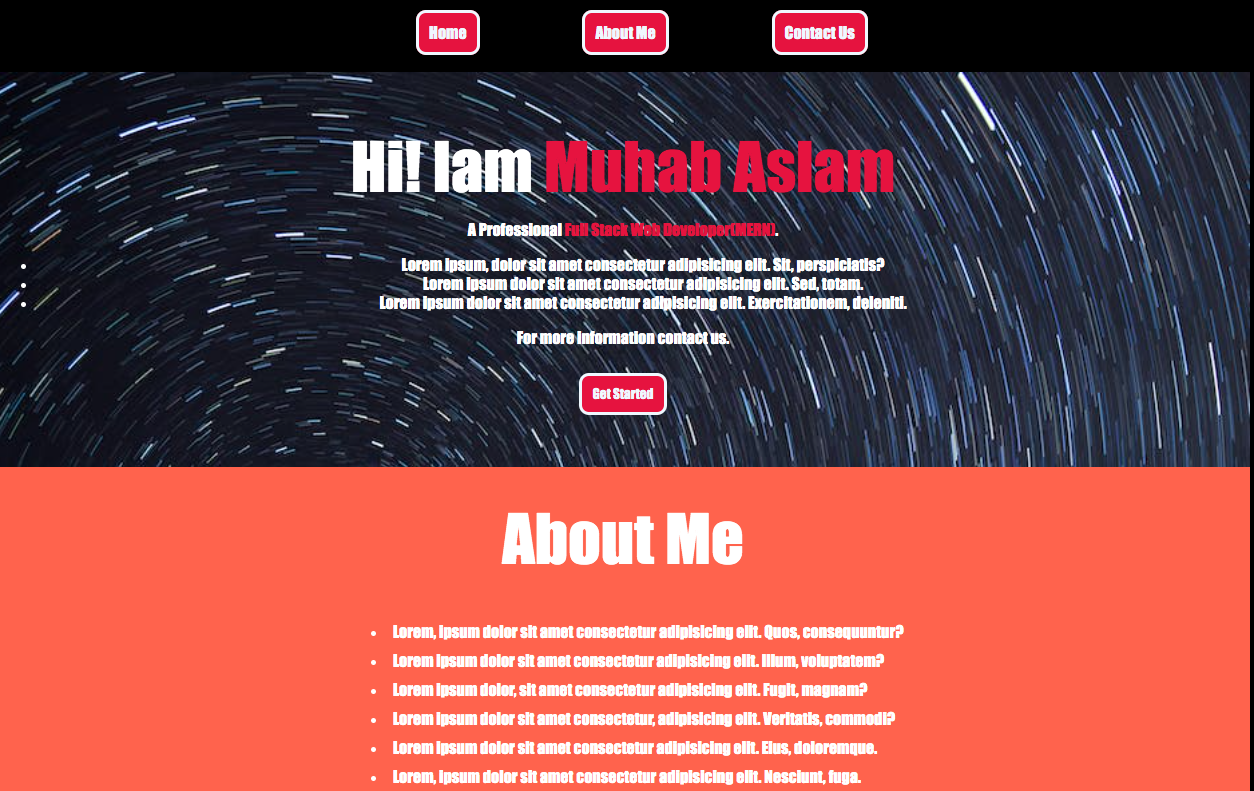 Home About Me Contact Us
Hi! Iam Muhab Aslam
A Professional Full Stack Web Developer(MERN).
Lorem ipsum, dolor sit amet consectetur adipisicing elit. Sit, perspiciatis?
Lorem ipsum dolor sit amet consectetur adipisicing elit. Sed, totam.
Lorem ipsum dolor sit amet consectetur adipisicing elit. Exercitationem, deleniti.
For more information contact us.
Get Started
About Me
Lorem, ipsum dolor sit amet consectetur adipisicing elit. Quos, consequuntur?
Lorem ipsum dolor sit amet consectetur adipisicing elit. Illum, voluptatem?
Lorem ipsum dolor, sit amet consectetur adipisicing elit. Fugit, magnam?
Lorem ipsum dolor sit amet consectetur, adipisicing elit. Veritatis, commodi?
Lorem ipsum dolor sit amet consectetur adipisicing elit. Eius, doloremque.
Lorem, ipsum dolor sit amet consectetur adipisicing elit. Nesciunt, fuga.